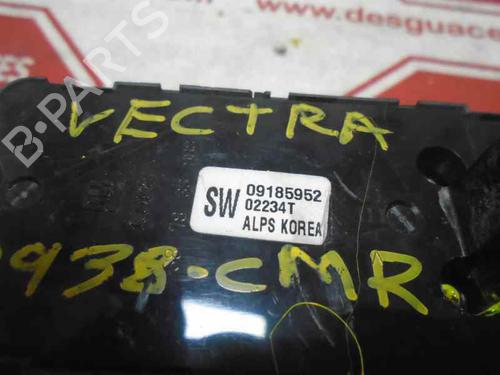 www.desguace
B-PARTS
VECTRA
SW 09185952
02234T
ALPS KOREA
938-CMR